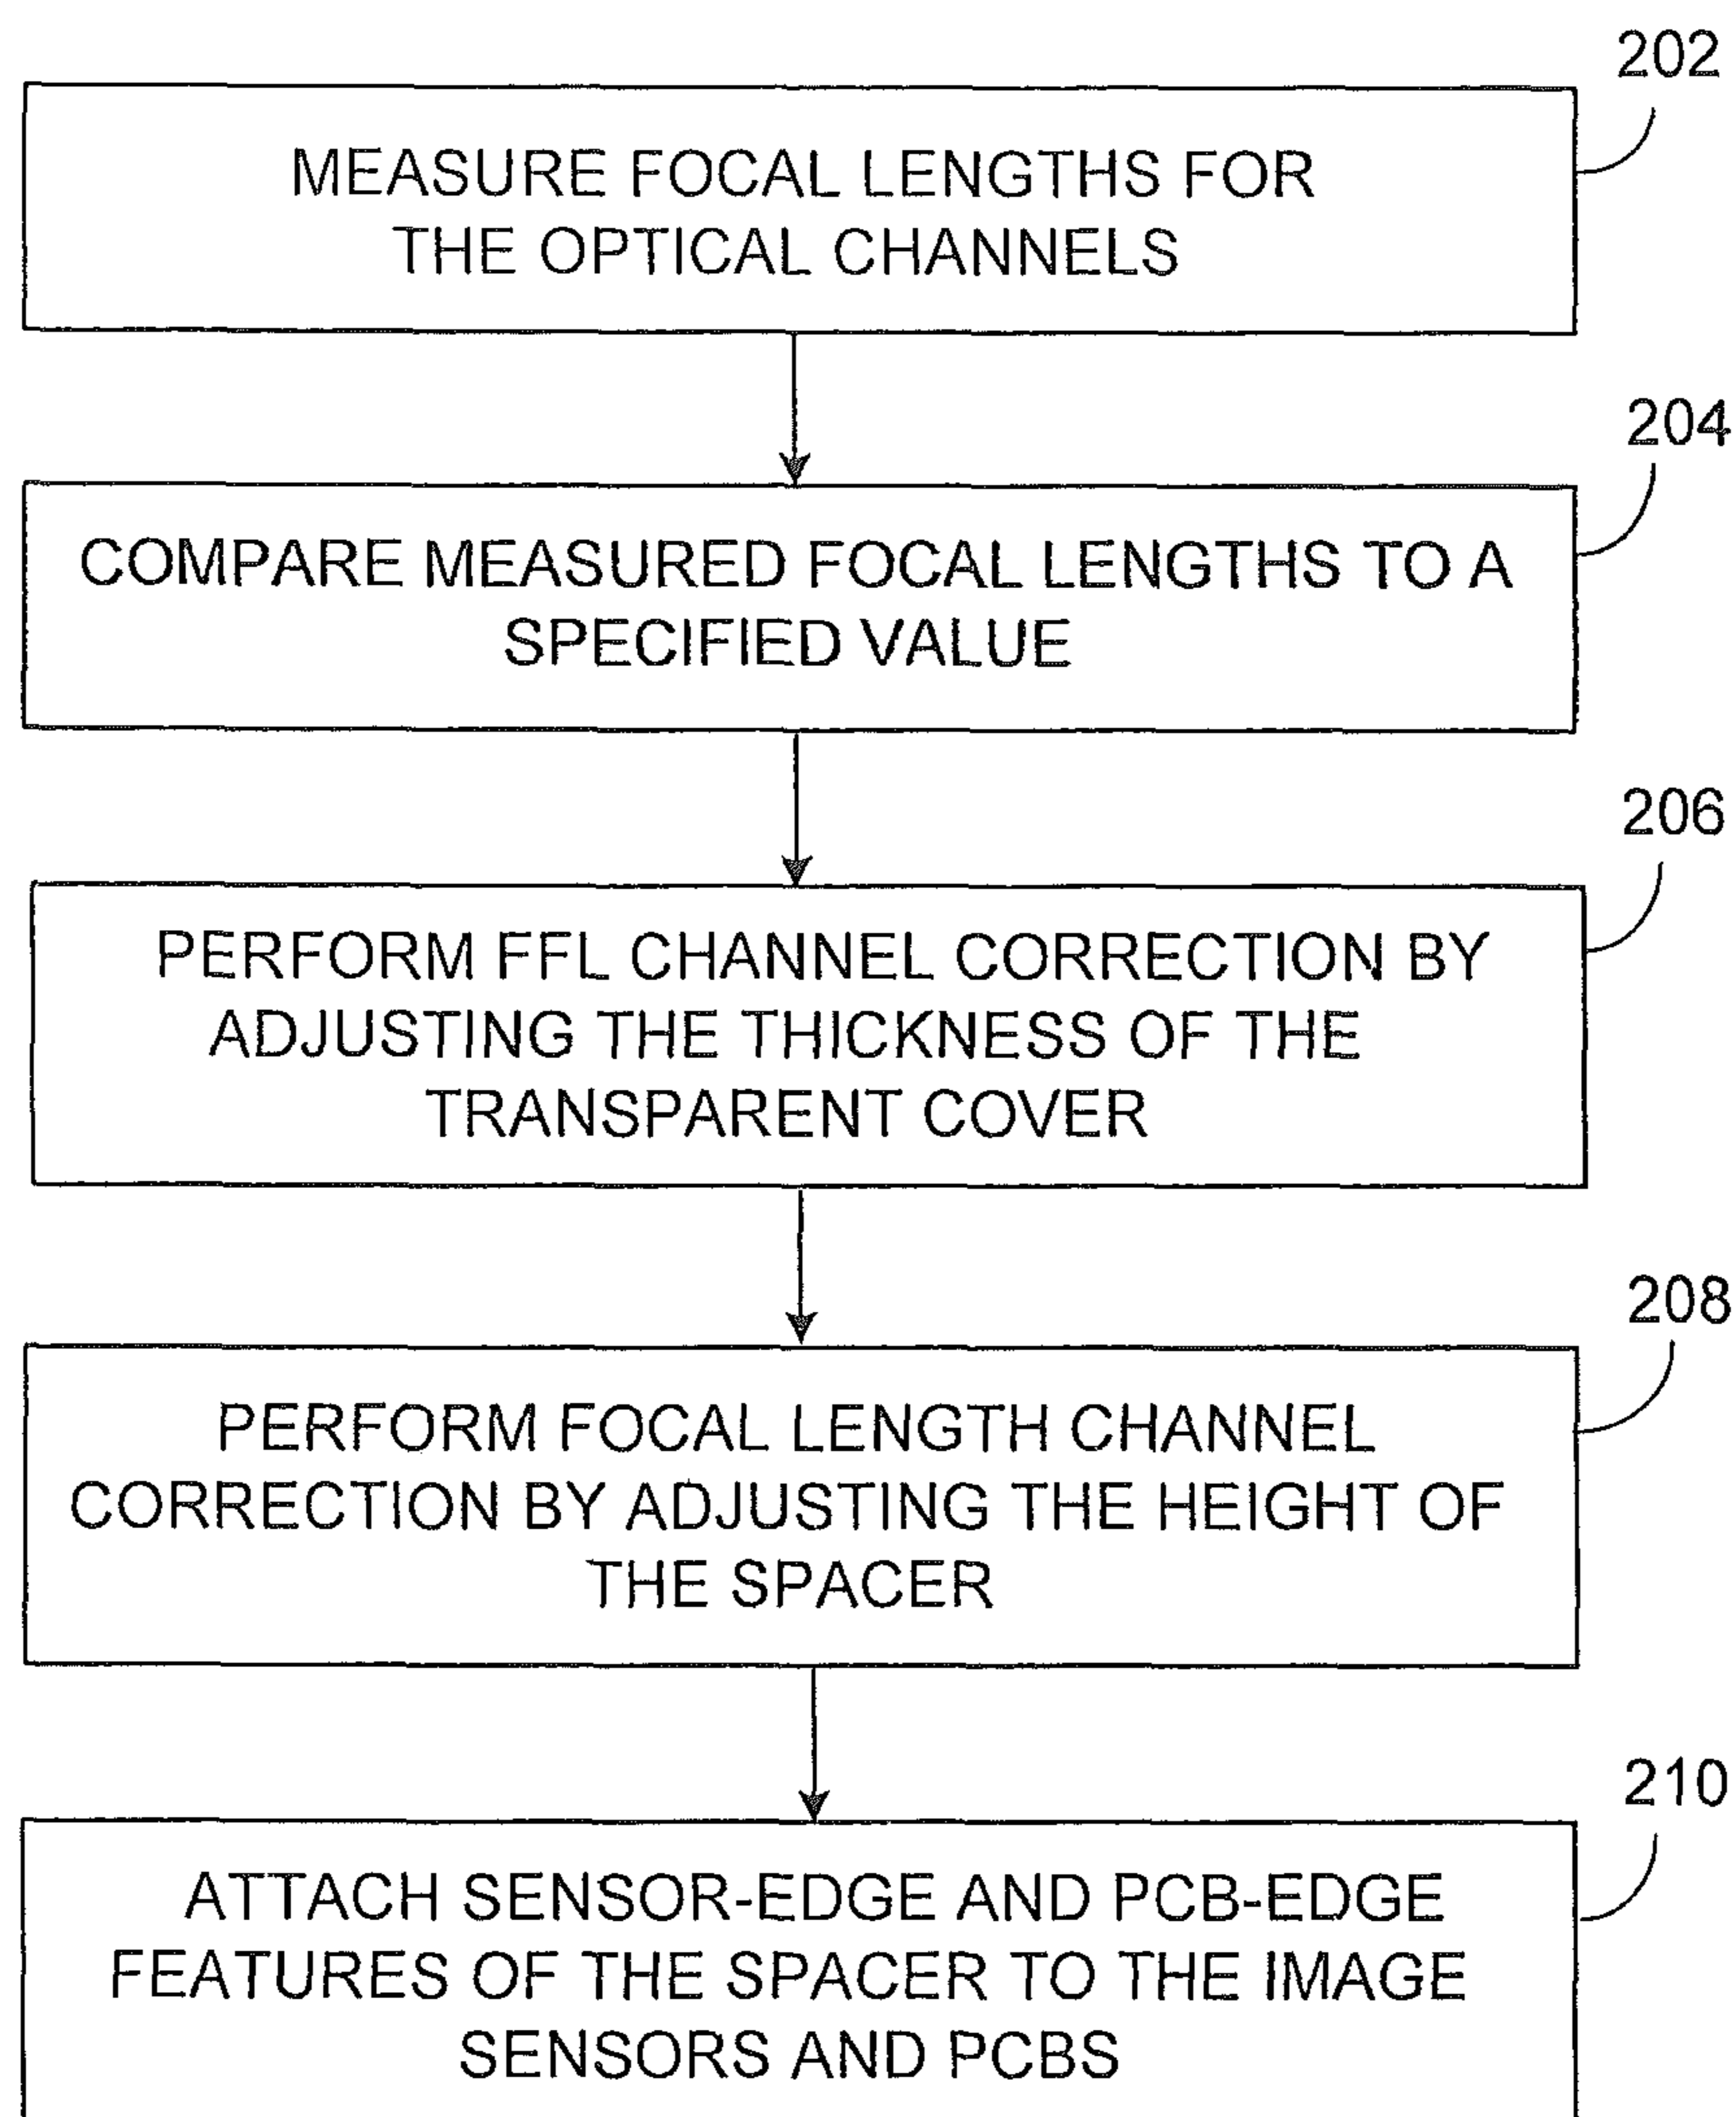 202
MEASURE FOCAL LENGTHS FOR
THE OPTICAL CHANNELS
204
COMPARE MEASURED FOCAL LENGTHS TO A
SPECIFIED VALUE
206
PERFORM FFL CHANNEL CORRECTION BY
ADJUSTING THE THICKNESS OF THE
TRANSPARENT COVER
208
PERFORM FOCAL LENGTH CHANNEL
CORRECTION BY ADJUSTING THE HEIGHT OF
THE SPACER
210
ATTACH SENSOR-EDGE AND PCB-EDGE
FEATURES OF THE SPACER TO THE IMAGE
SENSORS AND PCBS